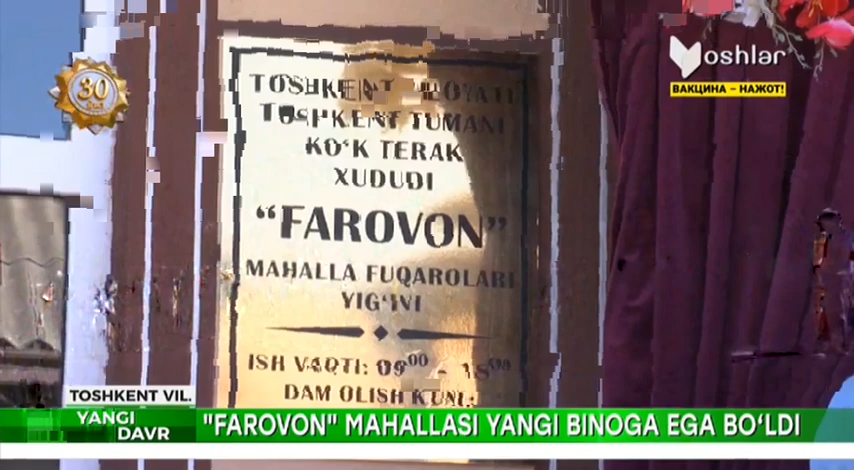 30
yoshlar
ВАКЦИНА – НАЖОТ!
TOSHKENT VILOYATI
TOSHKENT TUMANI
KO‘K TERAK
XUDUDI
“FAROVON”
MAHALLA FUQAROLARI
YIG‘INI
ISH VAQTI: 09⁰⁰ - 18⁰⁰
DAM OLISH KUNI:
TOSHKENT VIL.
YANGI
DAVR
"FAROVON" MAHALLASI YANGI BINOGA EGA BO‘LDI